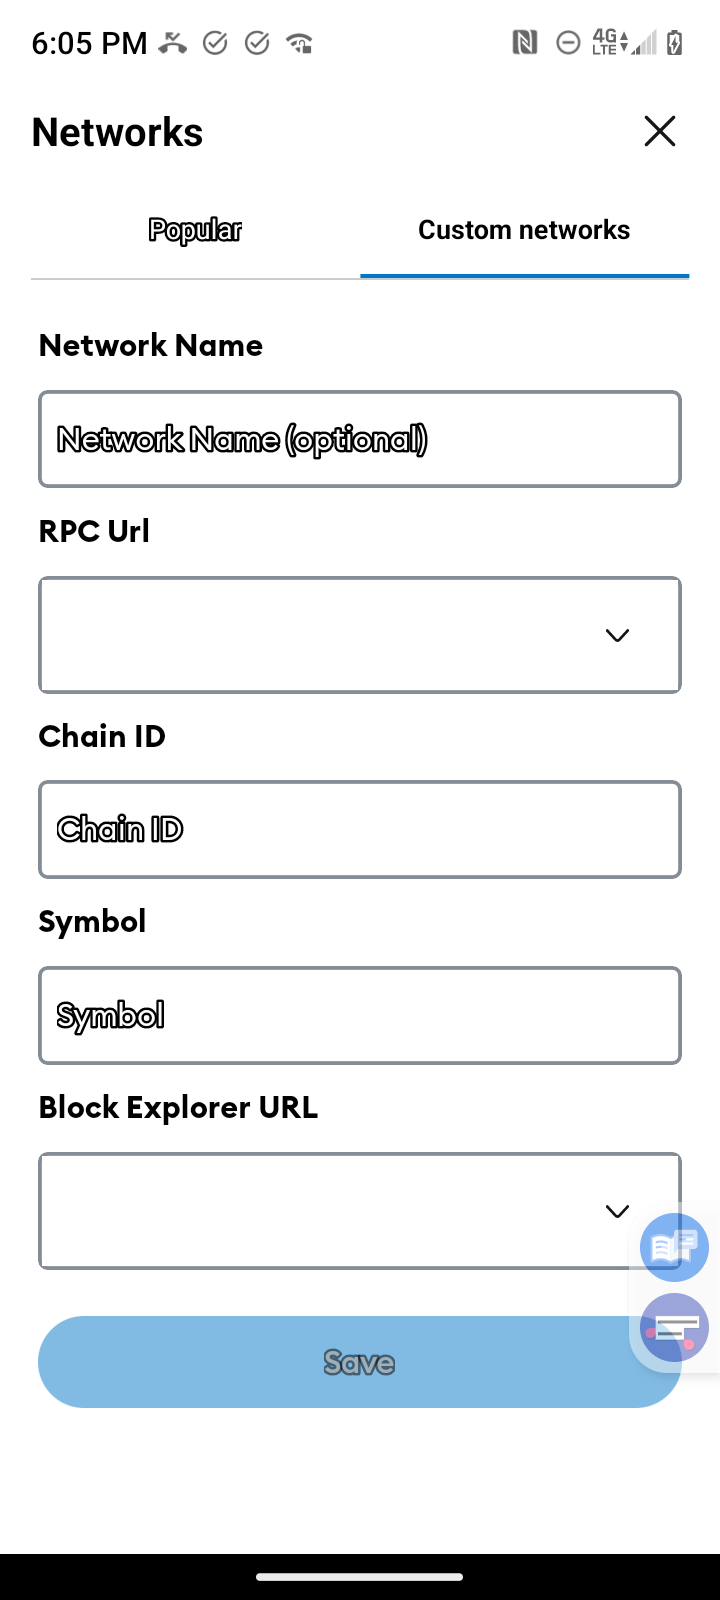 6:05 PM
4G
LTE
Networks
Popular
Custom networks
Network Name
Network Name (optional)
RPC Url
Chain ID
Chain ID
Symbol
Symbol
Block Explorer URL
Save